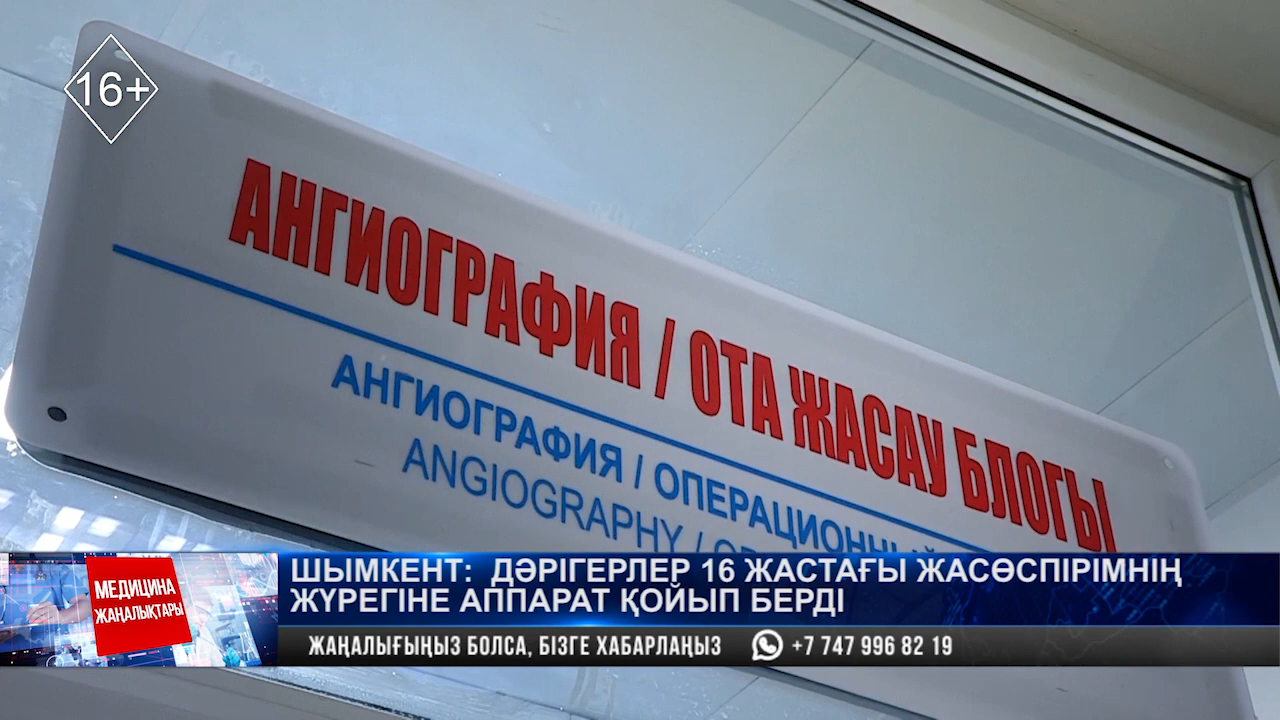 16+
АНГИОГРАФИЯ / ОТА ЖАСАУ БЛОГЫ
АНГИОГРАФИЯ / ОПЕРАЦИОННЫЙ
ANGIOGRAPHY /
МЕДИЦИНА
ЖАҢАЛЫҚТАРЫ
ШЫМКЕНТ: ДӘРІГЕРЛЕР 16 ЖАСТАҒЫ ЖАСӨСПІРІМНІҢ
ЖҮРЕГІНЕ АППАРАТ ҚОЙЫП БЕРДІ
ЖАҢАЛЫҒЫҢЫЗ БОЛСА, БІЗГЕ ХАБАРЛАҢЫЗ +7 747 996 82 19